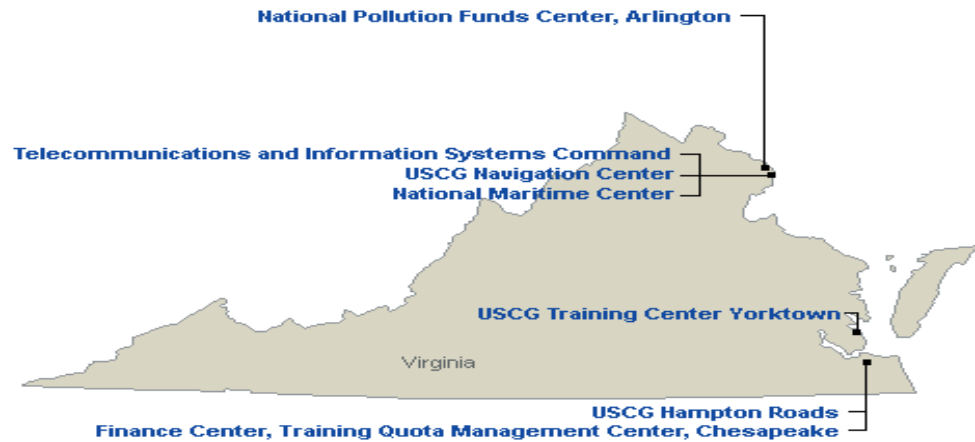 National Pollution Funds Center, Arlington
Telecommunications and Information Systems Command
USCG Navigation Center
National Maritime Center
USCG Training Center Yorktown
Virginia
USCG Hampton Roads
Finance Center, Training Quota Management Center, Chesapeake